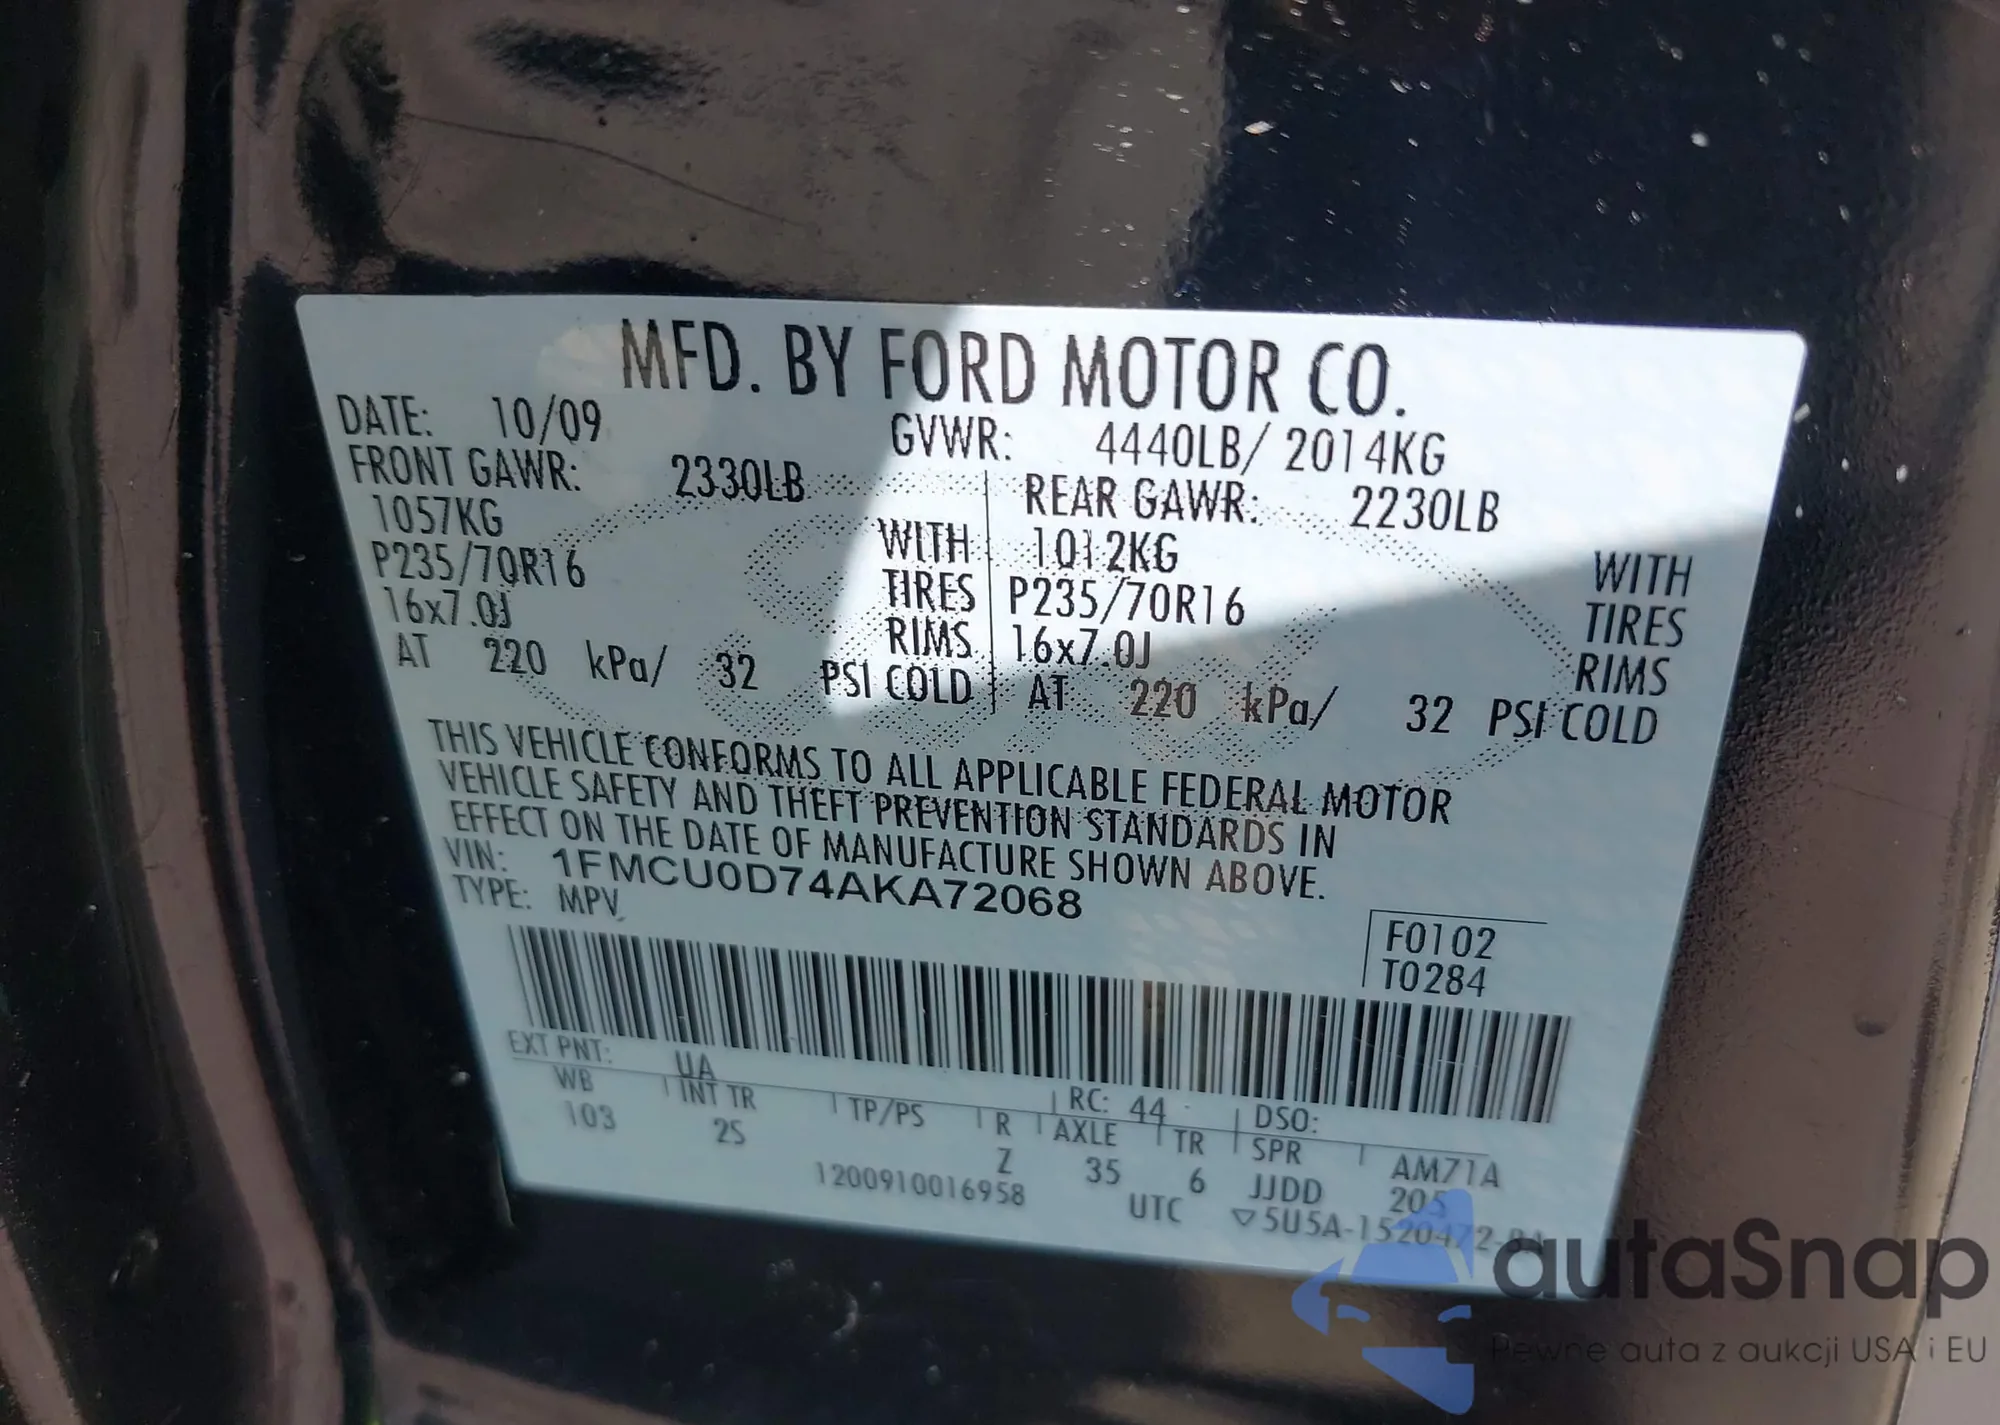 MFD. BY FORD MOTOR CO.
DATE: 10/09 GVWR: 4440LB/ 2014KG
FRONT GAWR: 2330LB REAR GAWR: 2230LB
1057KG WITH 1012KG WITH
P235/70R16 TIRES P235/70R16 TIRES
16x7.0J RIMS 16x7.0J RIMS
AT 220 kPa/ 32 PSI COLD AT 220 kPa/ 32 PSI COLD
THIS VEHICLE CONFORMS TO ALL APPLICABLE FEDERAL MOTOR
VEHICLE SAFETY AND THEFT PREVENTION STANDARDS IN
EFFECT ON THE DATE OF MANUFACTURE SHOWN ABOVE.
VIN: 1FMCU0D74AKA72068
TYPE: MPV
F0102
T0284
EXT PNT: UA RC: 44 DSO:
WB INT TR TP/PS R AXLE TR SPR AM71A
103 2S Z 35 6 JJDD 205
1200910016958 UTC ▽5U5A-1520472-
autaSnap
Pewne auta z aukcji USA i EU